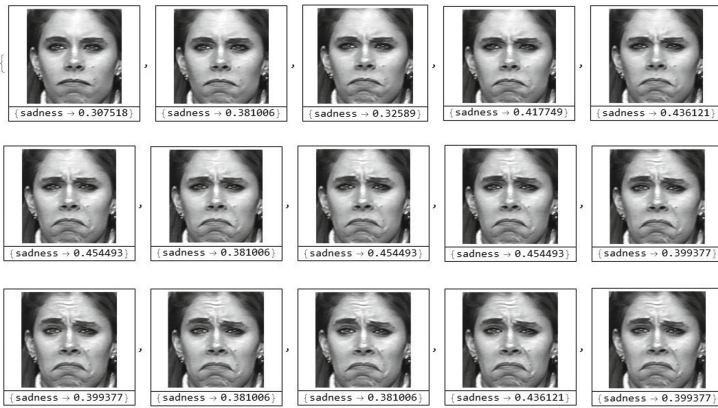 {sadness → 0.307518} , {sadness → 0.381006} , {sadness → 0.32589} , {sadness → 0.417749} , {sadness → 0.436121}
{sadness → 0.454493} , {sadness → 0.381006} , {sadness → 0.454493} , {sadness → 0.454493} , {sadness → 0.399377}
{sadness → 0.399377} , {sadness → 0.381006} , {sadness → 0.381006} , {sadness → 0.436121} , {sadness → 0.399377}